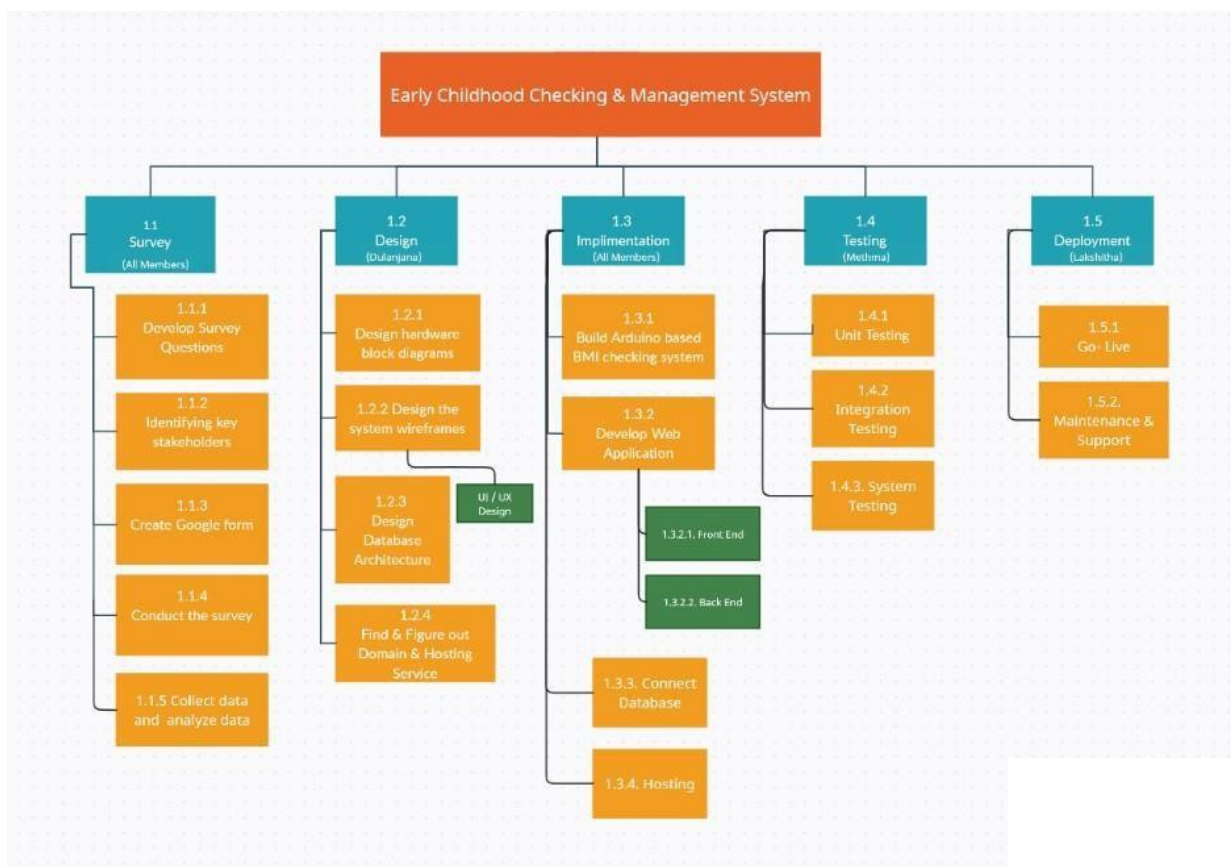 Early Childhood Checking & Management System
1.1
Survey
(All Members)
1.1.1
Develop Survey
Questions
1.1.2
Identifying key
stakeholders
1.1.3
Create Google form
1.1.4
Conduct the survey
1.1.5 Collect data
and analyze data
1.2
Design
(Dulanjana)
1.2.1
Design hardware
block diagrams
1.2.2 Design the
system wireframes
UI / UX
Design
1.2.3
Design
Database
Architecture
1.2.4
Find & Figure out
Domain & Hosting
Service
1.3
Implimentation
(All Members)
1.3.1
Build Arduino based
BMI checking system
1.3.2
Develop Web
Application
1.3.2.1. Front End
1.3.2.2. Back End
1.3.3. Connect
Database
1.3.4. Hosting
1.4
Testing
(Methma)
1.4.1
Unit Testing
1.4.2
Integration
Testing
1.4.3. System
Testing
1.5
Deployment
(Lakshitha)
1.5.1
Go- Live
1.5.2.
Maintenance &
Support